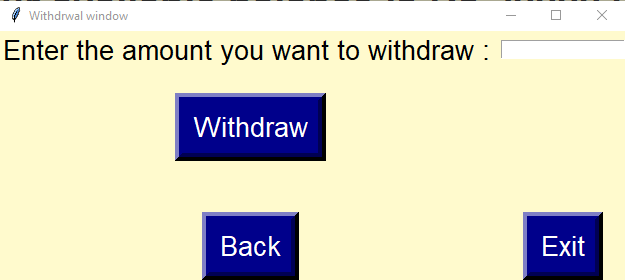 Withdrwal window
Enter the amount you want to withdraw :
Withdraw
Back
Exit